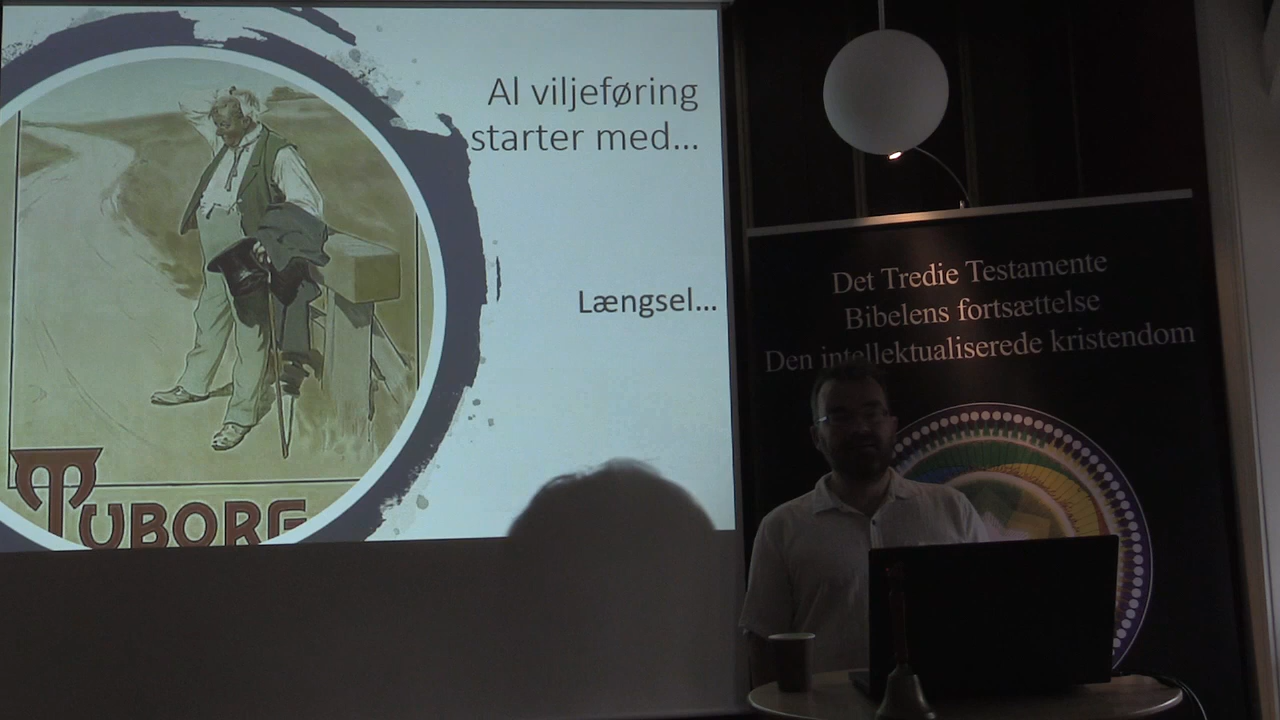 Al viljeføring
starter med...
Længsel...
TUBORG
Det Tredie Testamente
Bibelens fortsættelse
Den intellektualiserede kristendom